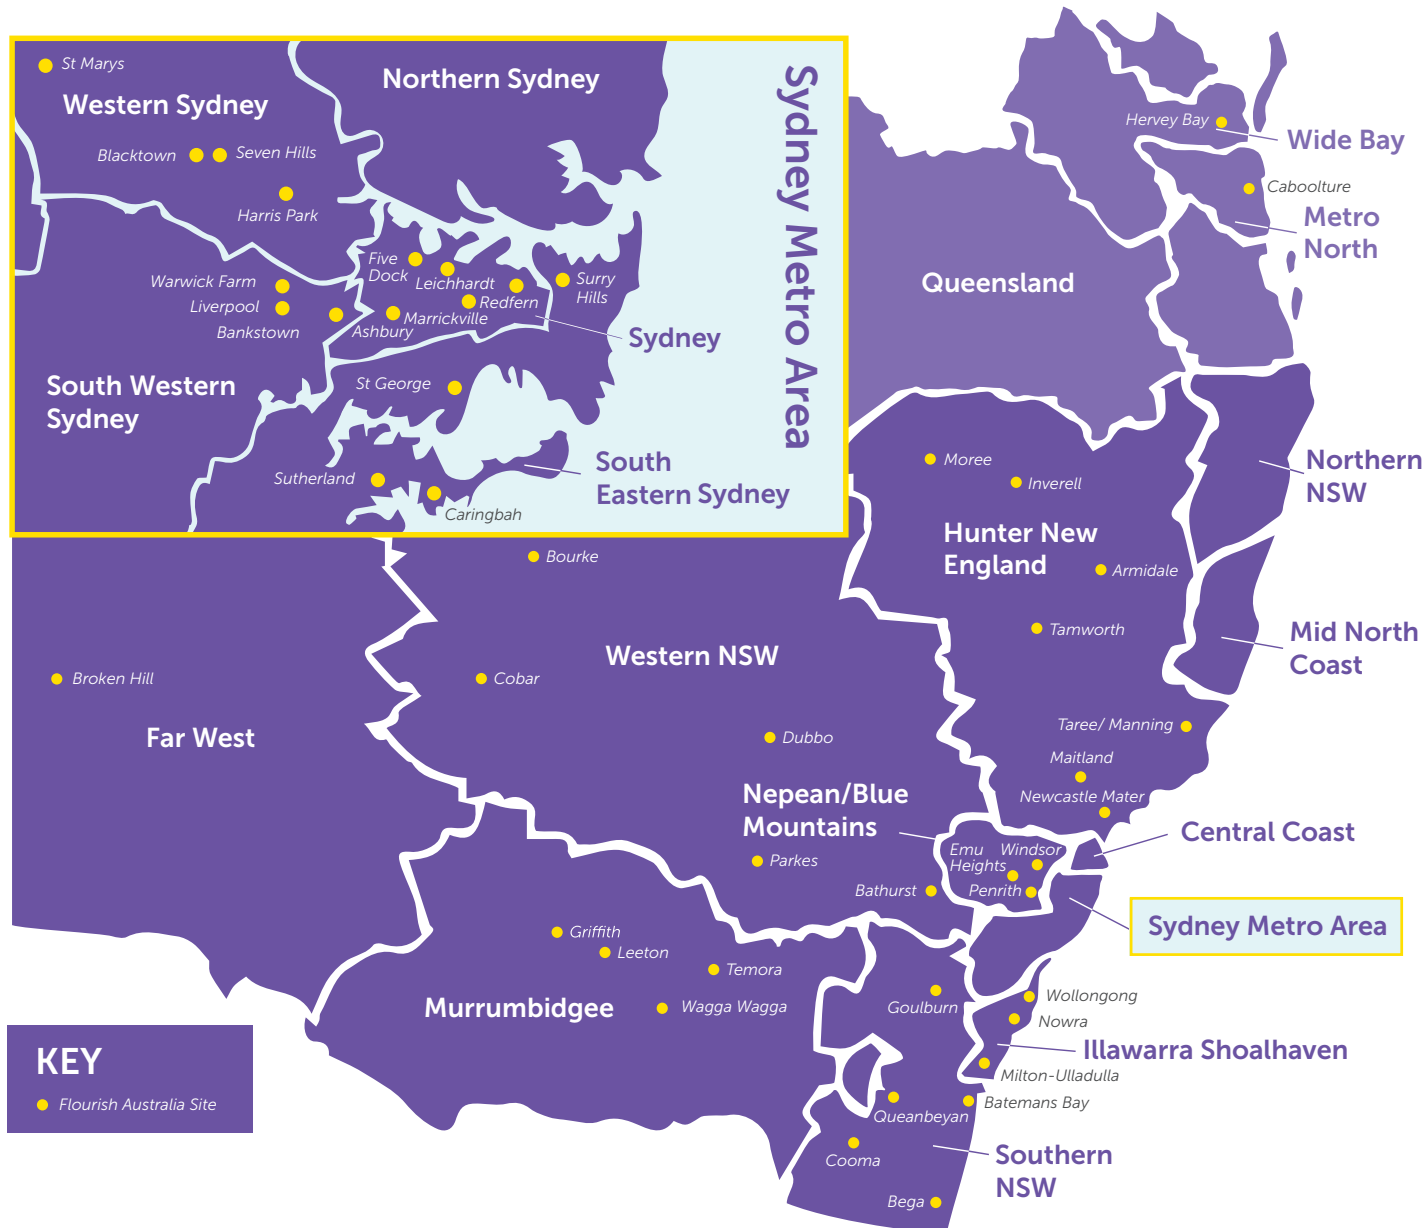 St Marys
Western Sydney
Northern Sydney
Blacktown
Seven Hills
Harris Park
Sydney Metro Area
Warwick Farm
Liverpool
Bankstown
Five
Dock
Leichhardt
Redfern
Surry
Hills
Marrickville
Ashbury
Sydney
South Western
Sydney
St George
Sutherland
Caringbah
South
Eastern Sydney
Hervey Bay
Wide Bay
Caboolture
Metro
North
Queensland
Northern
NSW
Moree
Inverell
Hunter New
England
Armidale
Tamworth
Mid North
Coast
Bourke
Western NSW
Cobar
Broken Hill
Far West
Dubbo
Taree/ Manning
Maitland
Newcastle Mater
Nepean/Blue
Mountains
Central Coast
Emu
Heights
Windsor
Penrith
Parkes
Bathurst
Sydney Metro Area
Griffith
Leeton
Temora
Wagga Wagga
Murrumbidgee
Goulburn
Wollongong
Nowra
Illawarra Shoalhaven
Milton-Ulladulla
Batemans Bay
Queanbeyan
Cooma
Southern
NSW
Bega
KEY
Flourish Australia Site